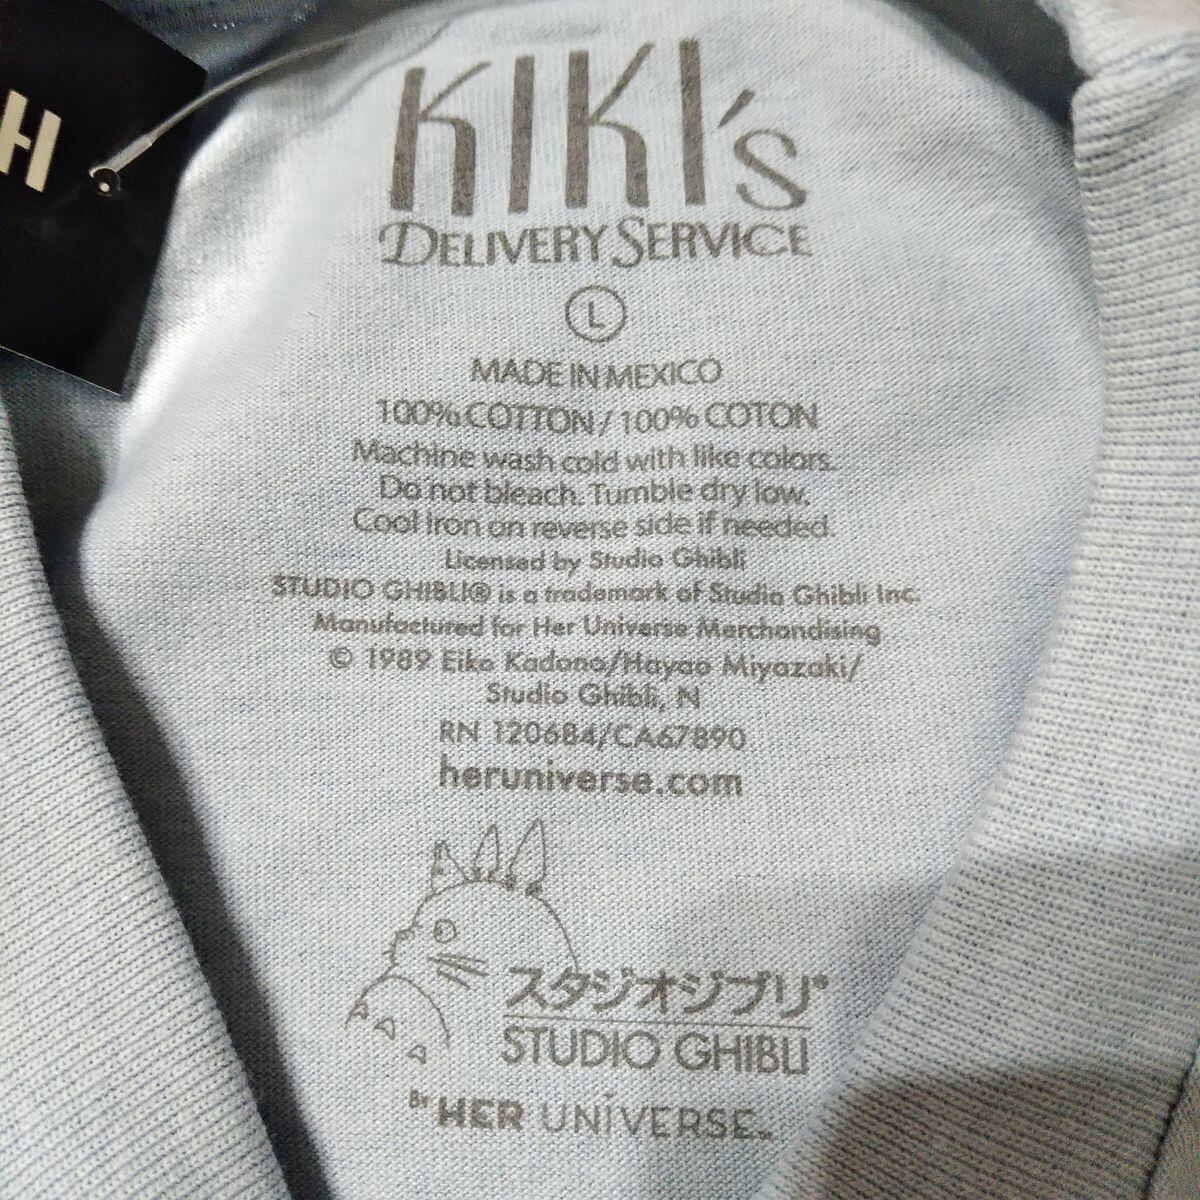 H
KIKI's
DELIVERY SERVICE
L
MADE IN MEXICO
100% COTTON / 100% COTON
Machine wash cold with like colors.
Do not bleach. Tumble dry low.
Cool Iron on reverse side if needed.
Licensed by Studio Ghibli
STUDIO GHIBLI® is a trademark of Studio Ghibli Inc.
Manufactured for Her Universe Merchandising
© 1989 Eiko Kadono/Hayao Miyazaki/
Studio Ghibli, N
RN 120684/CA67890
heruniverse.com
スタジオジブリ®
STUDIO GHIBLI
By HER UNIVERSE™